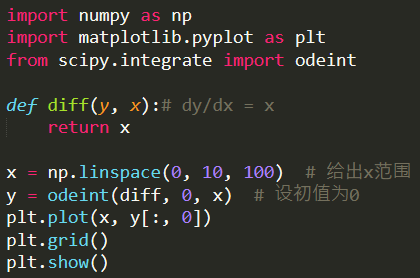 import numpy as np
import matplotlib.pyplot as plt
from scipy.integrate import odeint
def diff(y, x):# dy/dx = x
    return x
x = np.linspace(0, 10, 100)  # 给出x范围
y = odeint(diff, 0, x)  # 设初值为0
plt.plot(x, y[:, 0])
plt.grid()
plt.show()